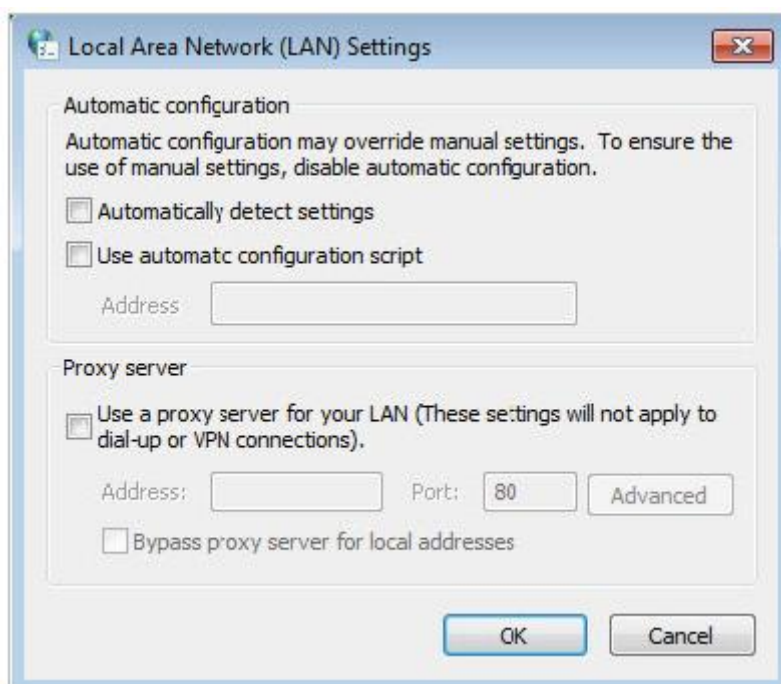 Local Area Network (LAN) Settings
Automatic configuration
Automatic configuration may override manual settings. To ensure the
use of manual settings, disable automatic configuration.
Automatically detect settings
Use automatc configuration script
Address
Proxy server
Use a proxy server for your LAN (These settings will not apply to
dial-up or VPN connections).
Address: Port: 80 Advanced
Bypass proxy server for local addresses
OK Cancel